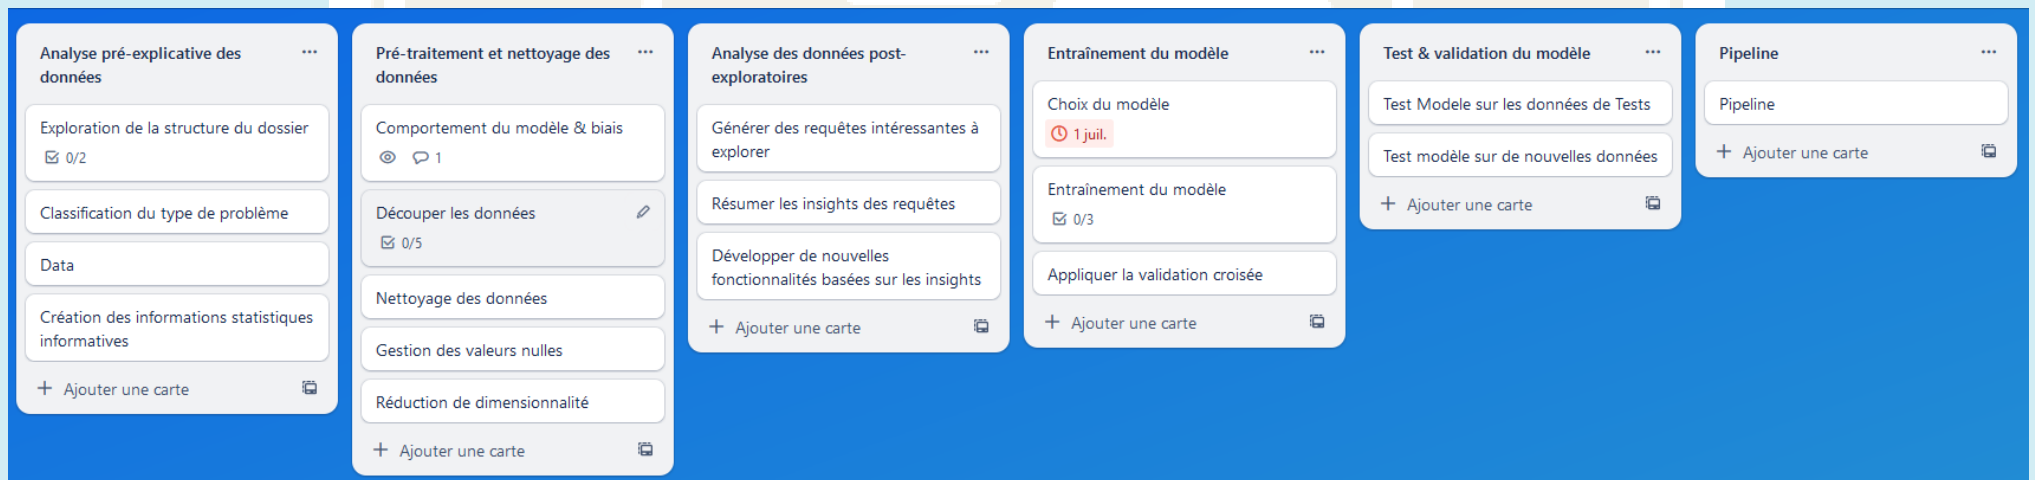 Analyse pré-explicative des
données
Exploration de la structure du dossier
0/2
Classification du type de problème
Data
Création des informations statistiques
informatives
Ajouter une carte
Pré-traitement et nettoyage des
données
Comportement du modèle & biais
1
Découper les données
0/5
Nettoyage des données
Gestion des valeurs nulles
Réduction de dimensionnalité
Ajouter une carte
Analyse des données post-
exploratoires
Générer des requêtes intéressantes à
explorer
Résumer les insights des requêtes
Développer de nouvelles
fonctionnalités basées sur les insights
Ajouter une carte
Entraînement du modèle
Choix du modèle
1 juil.
Entraînement du modèle
0/3
Appliquer la validation croisée
Ajouter une carte
Test & validation du modèle
Test Modele sur les données de Tests
Test modèle sur de nouvelles données
Ajouter une carte
Pipeline
Pipeline
Ajouter une carte